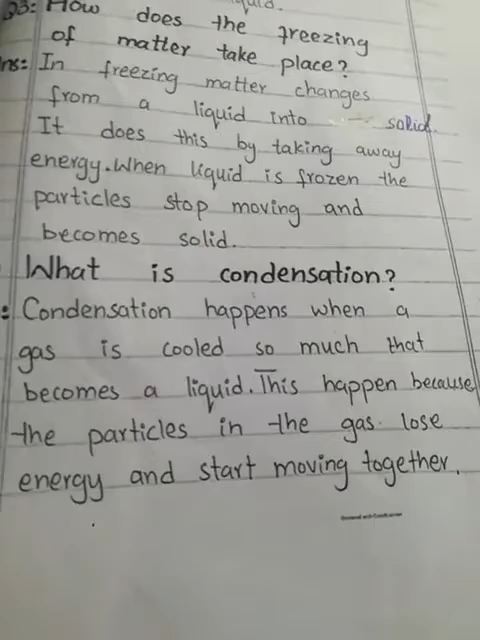 Q3: How does the freezing
of matter take place?
Ans: In freezing matter changes
from a liquid into solid.
It does this by taking away
energy. When liquid is frozen the
particles stop moving and
becomes solid.
What is condensation?
: Condensation happens when a
gas is cooled so much that
becomes a liquid. This happen because
the particles in the gas lose
energy and start moving together.